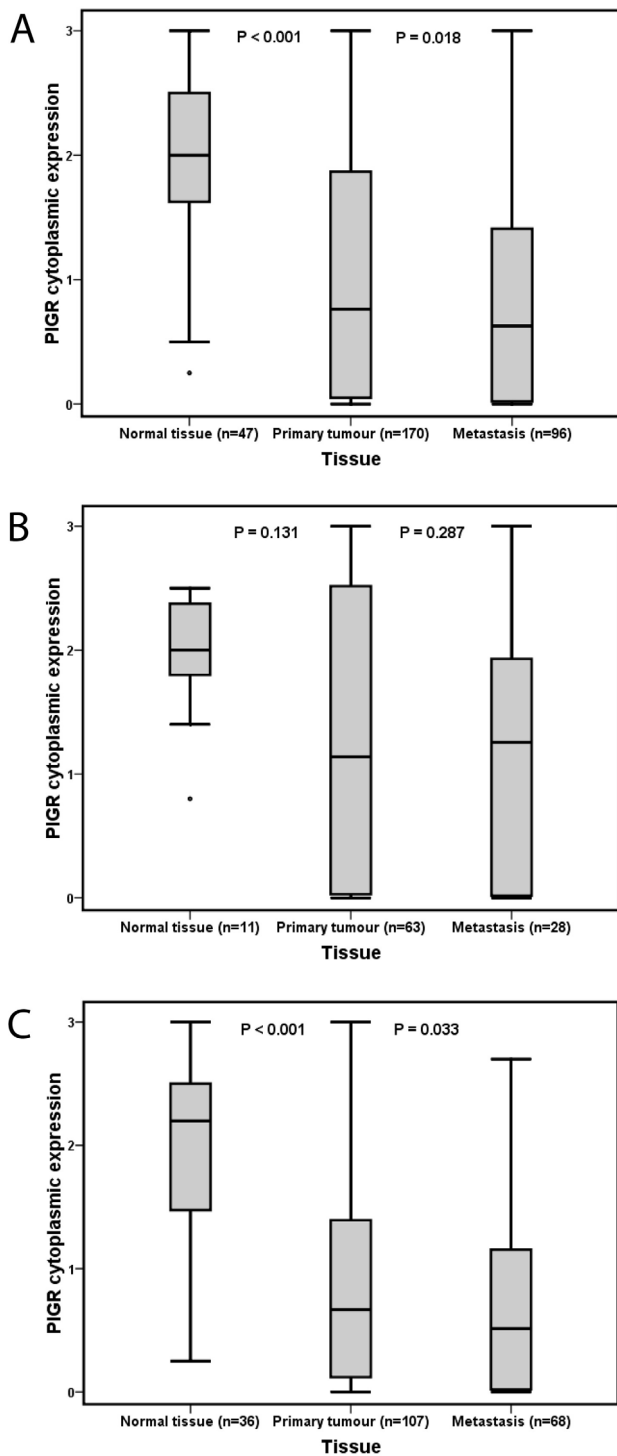 A
PIGR cytoplasmic expression
3
2
1
0
P < 0.001 P = 0.018
Normal tissue (n=47) Primary tumour (n=170) Metastasis (n=96)
Tissue
B
PIGR cytoplasmic expression
3
2
1
0
P = 0.131 P = 0.287
Normal tissue (n=11) Primary tumour (n=63) Metastasis (n=28)
Tissue
C
PIGR cytoplasmic expression
3
2
1
0
P < 0.001 P = 0.033
Normal tissue (n=36) Primary tumour (n=107) Metastasis (n=68)
Tissue